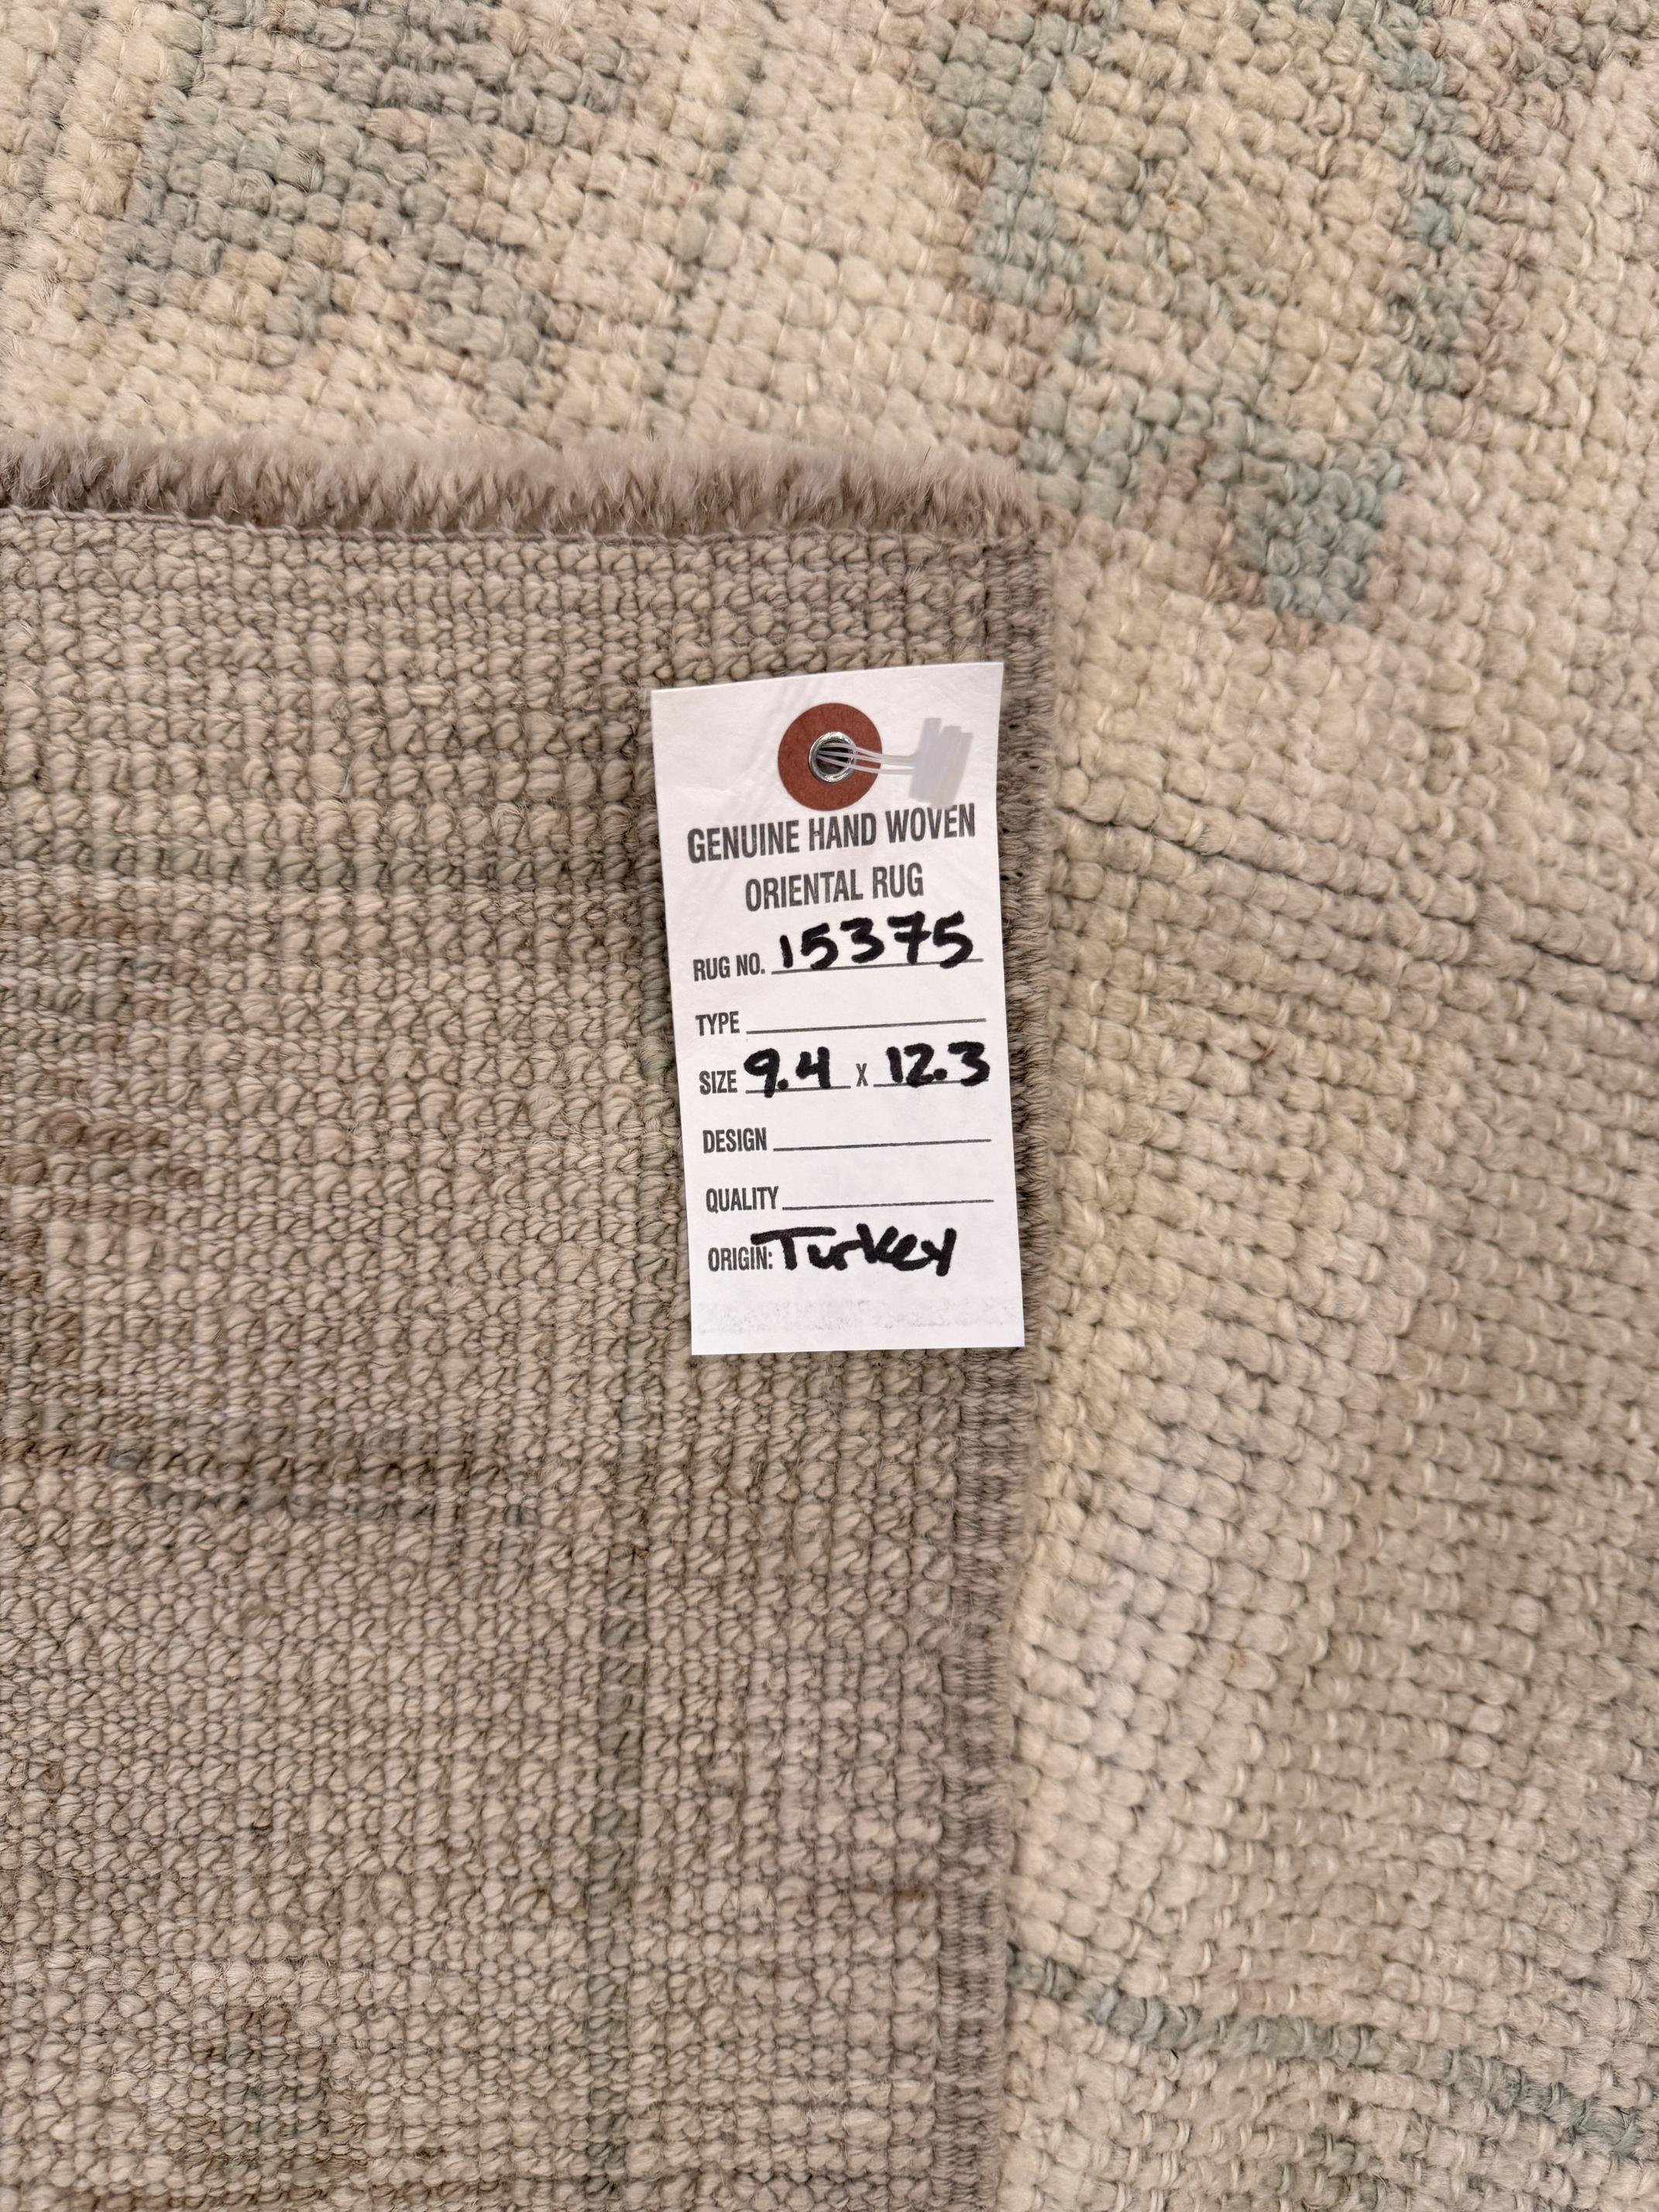 GENUINE HAND WOVEN
ORIENTAL RUG
RUG NO. 15375
TYPE
SIZE 9.4 X 12.3
DESIGN
QUALITY
ORIGIN: Turkey